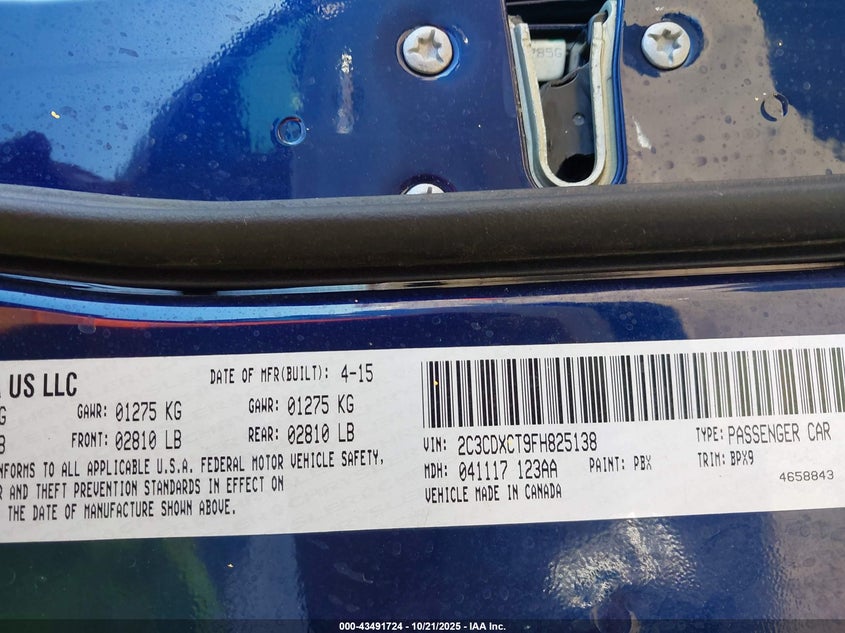 785G
US LLC
DATE OF MFR(BUILT): 4-15
GAWR: 01275 KG
GAWR: 01275 KG
FRONT: 02810 LB
REAR: 02810 LB
NFORMS TO ALL APPLICABLE U.S.A. FEDERAL MOTOR VEHICLE SAFETY,
R AND THEFT PREVENTION STANDARDS IN EFFECT ON
THE DATE OF MANUFACTURE SHOWN ABOVE.
VIN: 2C3CDXCT9FH825138
TYPE: PASSENGER CAR
MDH: 041117 123AA
PAINT: PBX
TRIM: BPX9
VEHICLE MADE IN CANADA
4658843
000-43491724 - 10/21/2025 - IAA Inc.